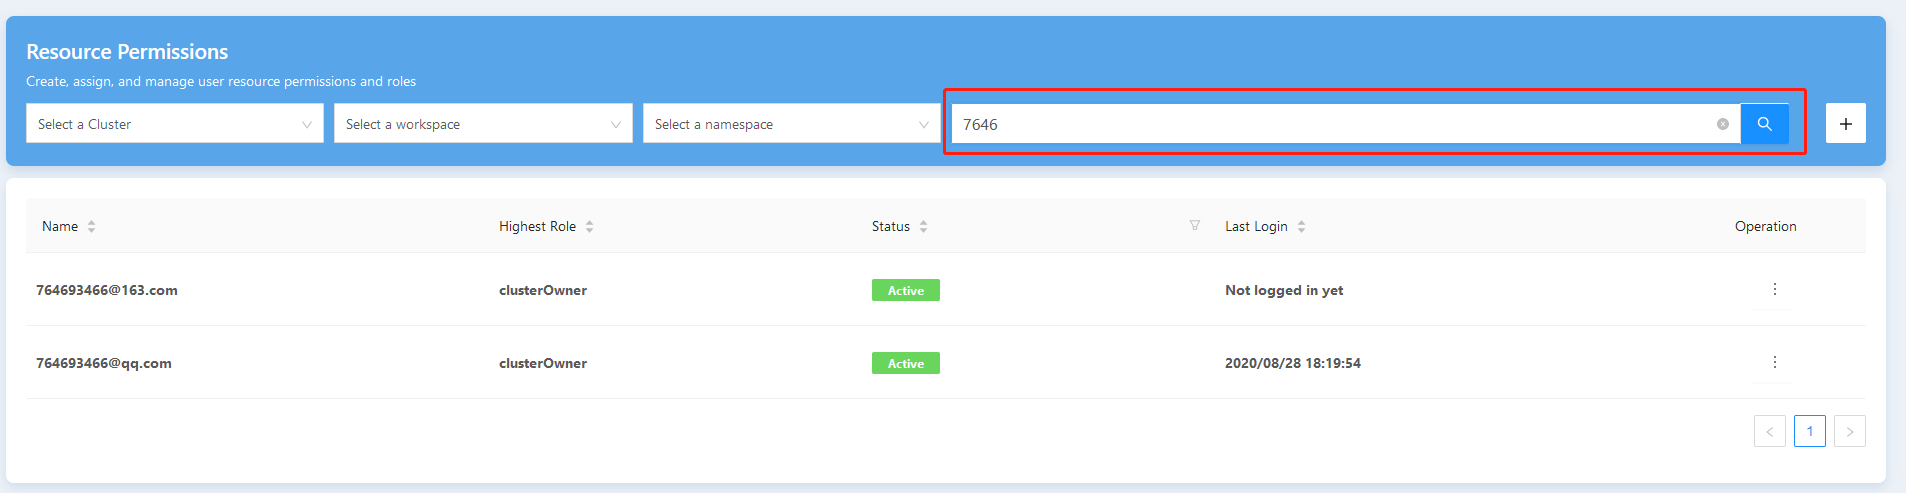 Resource Permissions
Create, assign, and manage user resource permissions and roles
Select a Cluster Select a workspace Select a namespace 7646
Name Highest Role Status Last Login Operation
764693466@163.com clusterOwner Active Not logged in yet
764693466@qq.com clusterOwner Active 2020/08/28 18:19:54
< 1 >